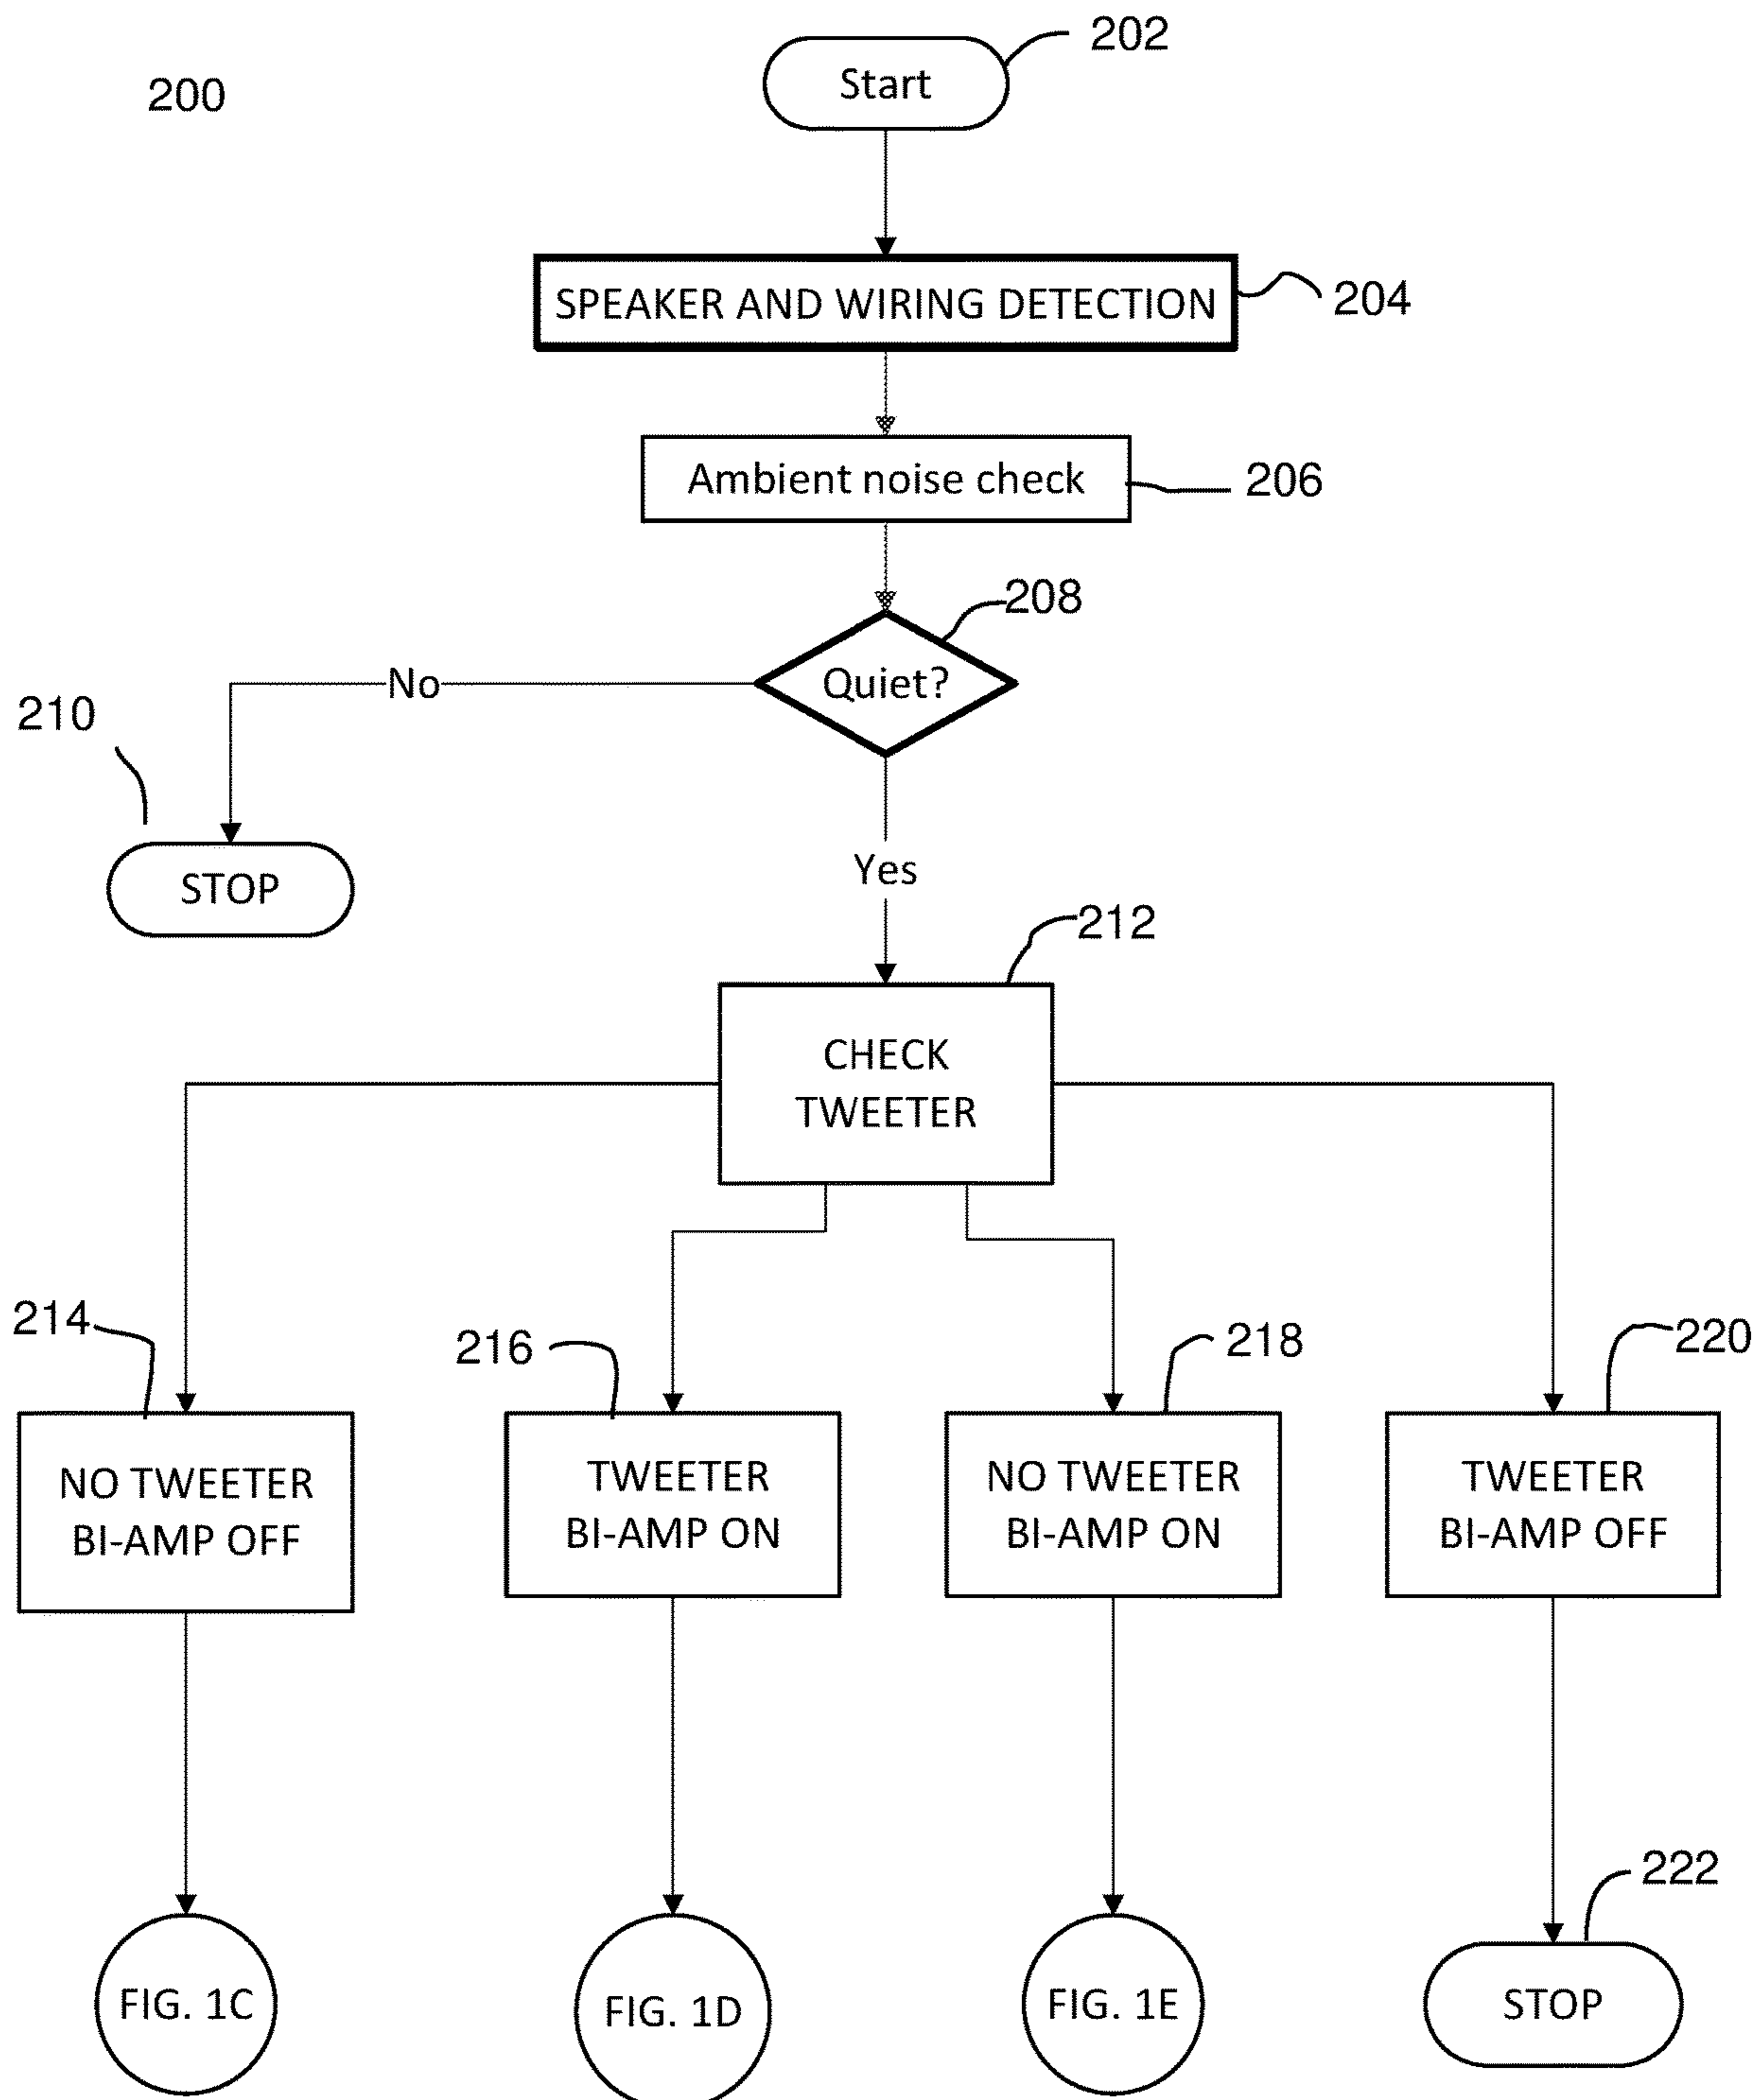 202
Start
200
SPEAKER AND WIRING DETECTION
204
Ambient noise check
206
208
Quiet?
No
210
STOP
Yes
212
CHECK
TWEETER
214
216
218
220
NO TWEETER
BI-AMP OFF
TWEETER
BI-AMP ON
NO TWEETER
BI-AMP ON
TWEETER
BI-AMP OFF
222
FIG. 1C
FIG. 1D
FIG. 1E
STOP